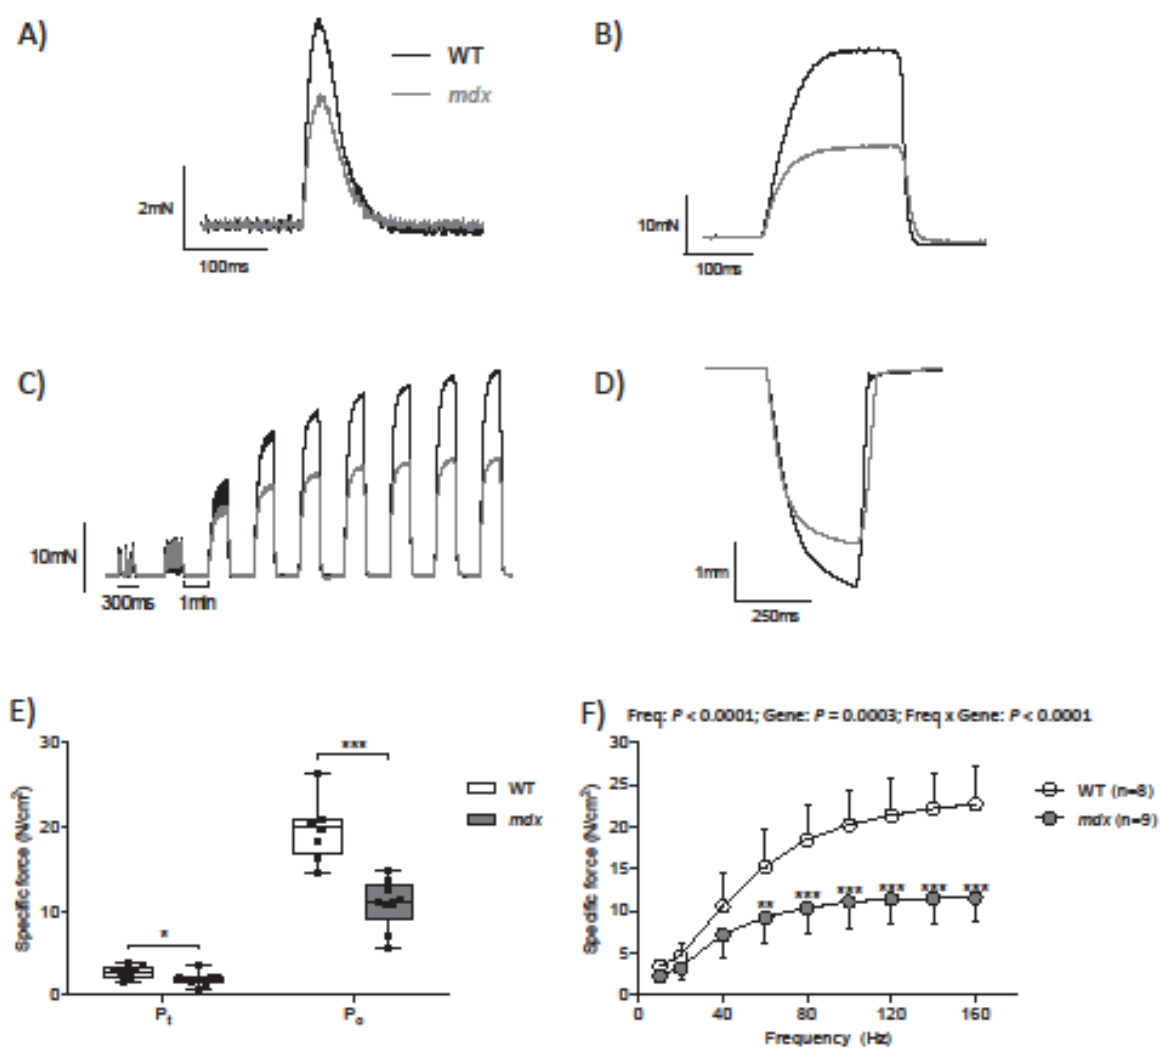 A)
WT
mdx
2mN
100ms
B)
10mN
100ms
C)
10mN
300ms
1min
D)
1mm
250ms
E)
Specific force (N/cm²)
30
20
10
0
*
***
Pt
Po
WT
mdx
F)
Freq: P < 0.0001; Gene: P = 0.0003; Freq x Gene: P < 0.0001
Specific force (N/cm²)
30
25
20
15
10
5
0
** *** *** *** *** ***
0 40 80 120 160
Frequency (Hz)
WT (n=8)
mdx (n=9)